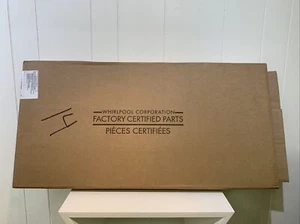 WHIRLPOOL CORPORATION
FACTORY CERTIFIED PARTS
PIÈCES CERTIFIÉES